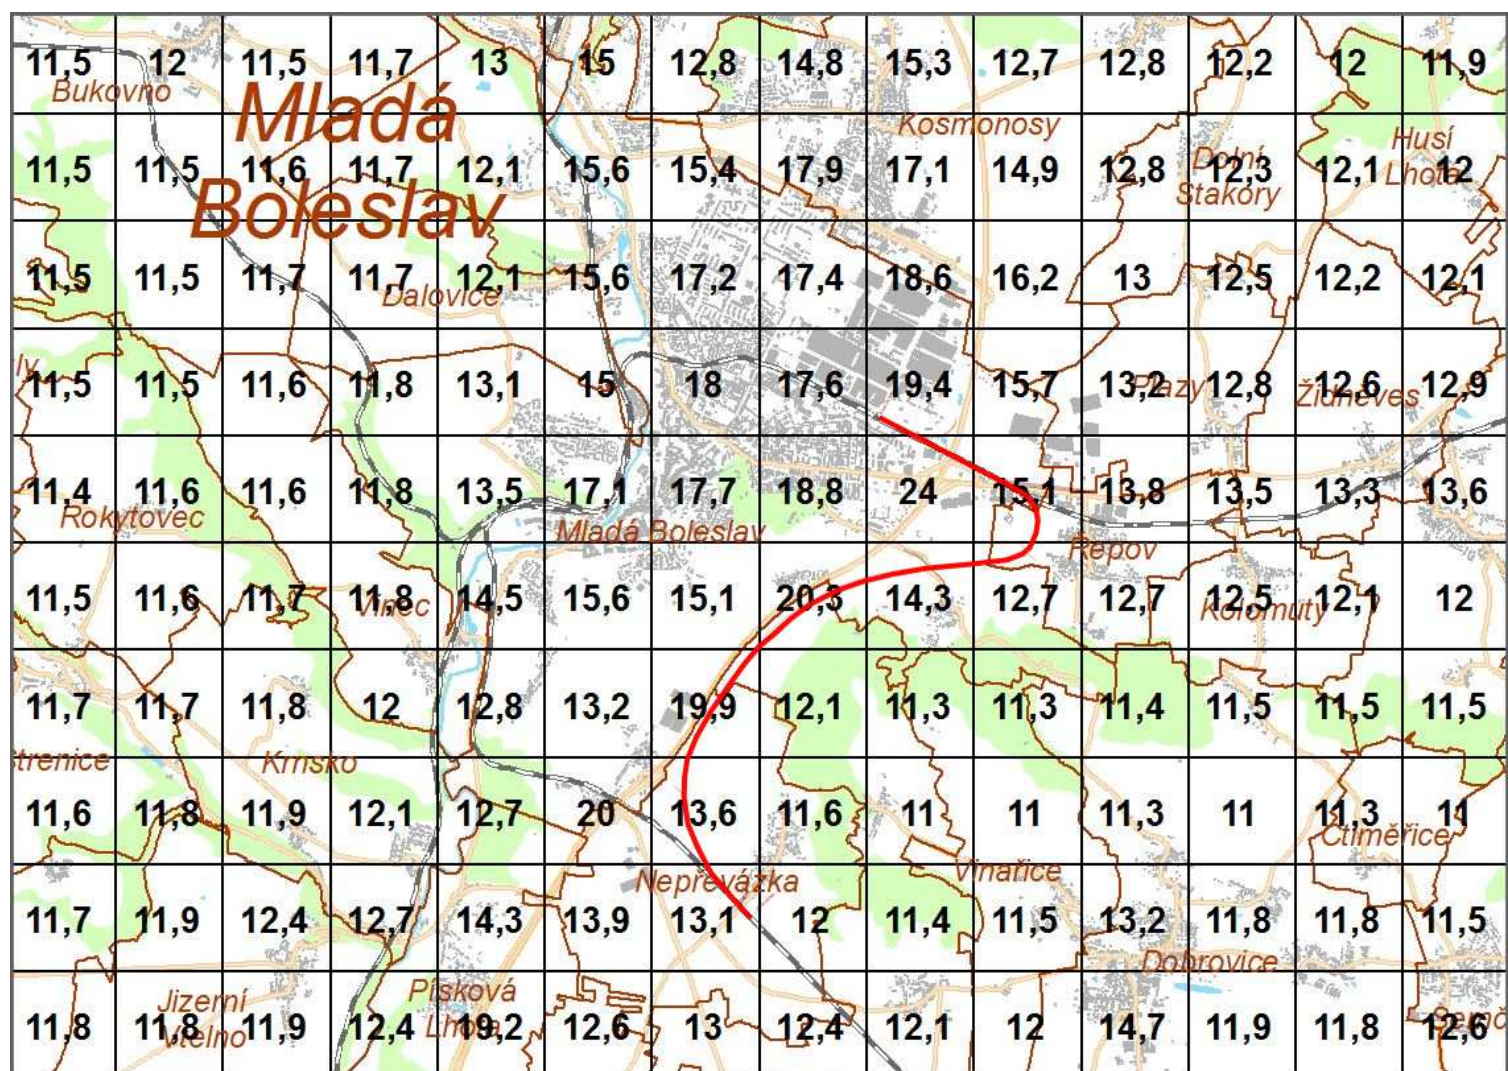 11,5 12 11,5 11,7 13 15 12,8 14,8 15,3 12,7 12,8 12,2 12 11,9
Bukovno
Mladá
Boleslav
Kosmonosy
Husí
Lhota
Dolní
Stakory
11,5 11,5 11,6 11,7 12,1 15,6 15,4 17,9 17,1 14,9 12,8 12,3 12,1 12
11,5 11,5 11,7 11,7 12,1 15,6 17,2 17,4 18,6 16,2 13 12,5 12,2 12,1
Dalovice
ly
11,5 11,5 11,6 11,8 13,1 15 18 17,6 19,4 15,7 13,2 12,8 12,6 12,9
Plazy
Židněves
11,4 11,6 11,6 11,8 13,5 17,1 17,7 18,8 24 15,1 13,8 13,5 13,3 13,6
Rokytovec
Mladá Boleslav
Řepov
11,5 11,6 11,7 11,8 14,5 15,6 15,1 20,3 14,3 12,7 12,7 12,5 12,1 12
Vinec
Kolomuty
11,7 11,7 11,8 12 12,8 13,2 19,9 12,1 11,3 11,3 11,4 11,5 11,5 11,5
Strenice
Krnsko
11,6 11,8 11,9 12,1 12,7 20 13,6 11,6 11 11 11,3 11 11,3 11
Ctiměřice
Nepřevázka
Vinařice
11,7 11,9 12,4 12,7 14,3 13,9 13,1 12 11,4 11,5 13,2 11,8 11,8 11,5
Dobrovice
Jizerní
Vtelno
Písková
Lhota
11,8 11,8 11,9 12,4 19,2 12,6 13 12,4 12,1 12 14,7 11,9 11,8 12,6